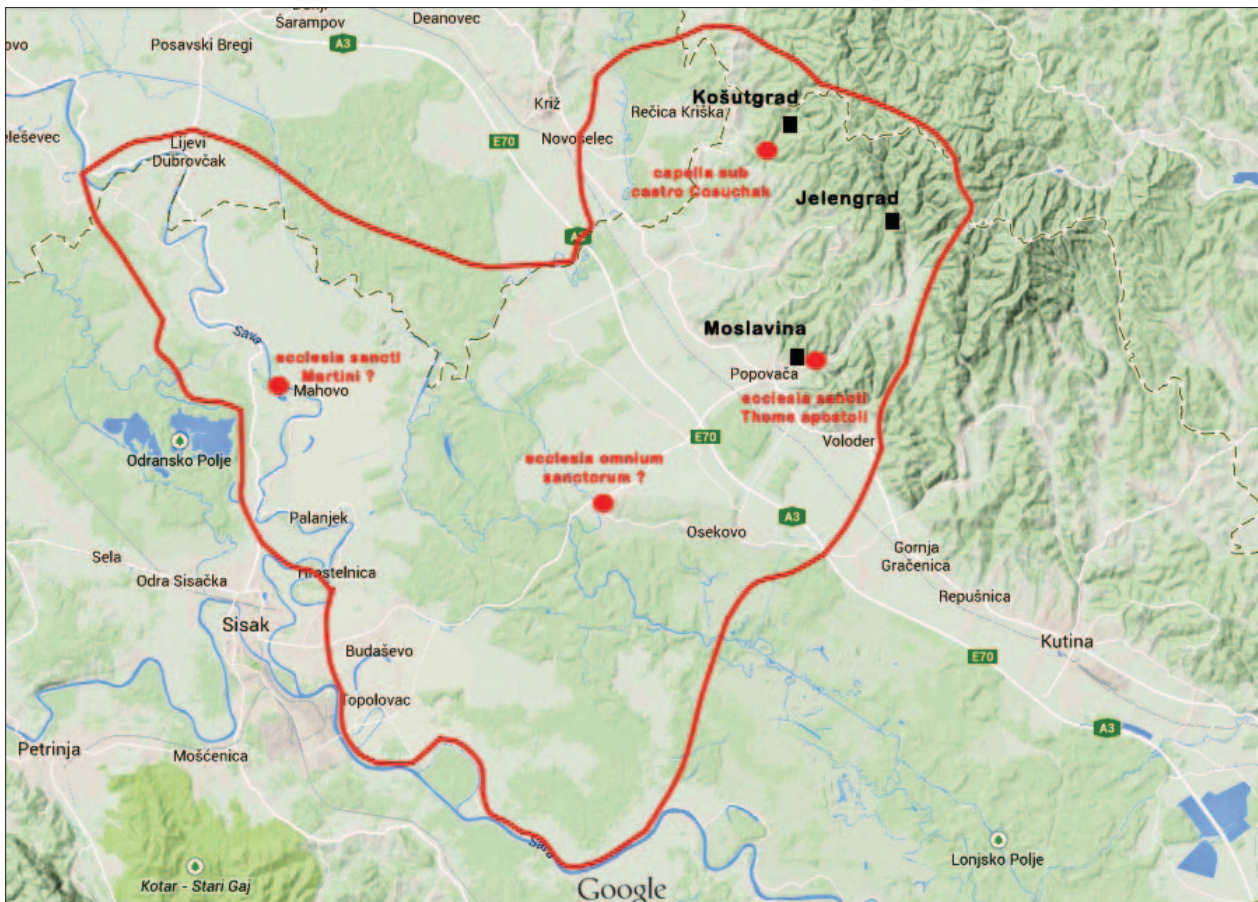 Šarampov
Deanovec
Posavski Bregi
A3
Križ
Rečica Kriška
Košutgrad
E70
Novoselec
Lijevi
Dubrovčak
capella sub
castro Cosuchak
Jelengrad
Sava
ecclesia sancti
Martini ?
Mahovo
Moslavina
Popovača
ecclesia sancti
Thome apostoli
Voloder
E70
Odransko Polje
ecclesia omnium
sanctorum ?
Palanjek
A3
Osekovo
Sela
Odra Sisačka
Hrastelnica
Gornja
Gračenica
Repušnica
Sisak
Budaševo
Kutina
E70
Topolovac
A3
Petrinja
Mošćenica
Sava
Lonjsko Polje
Kotar - Stari Gaj
Google